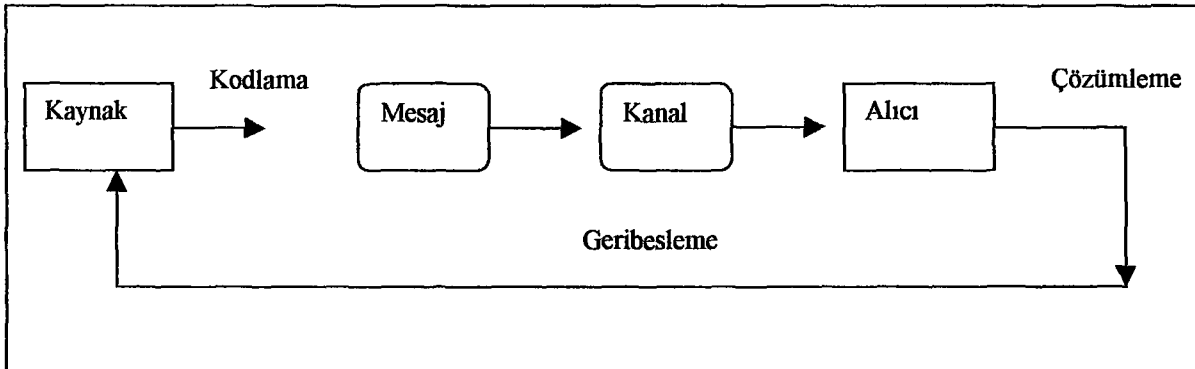 Kodlama
Çözümleme
Kaynak
Mesaj
Kanal
Alıcı
Geribesleme